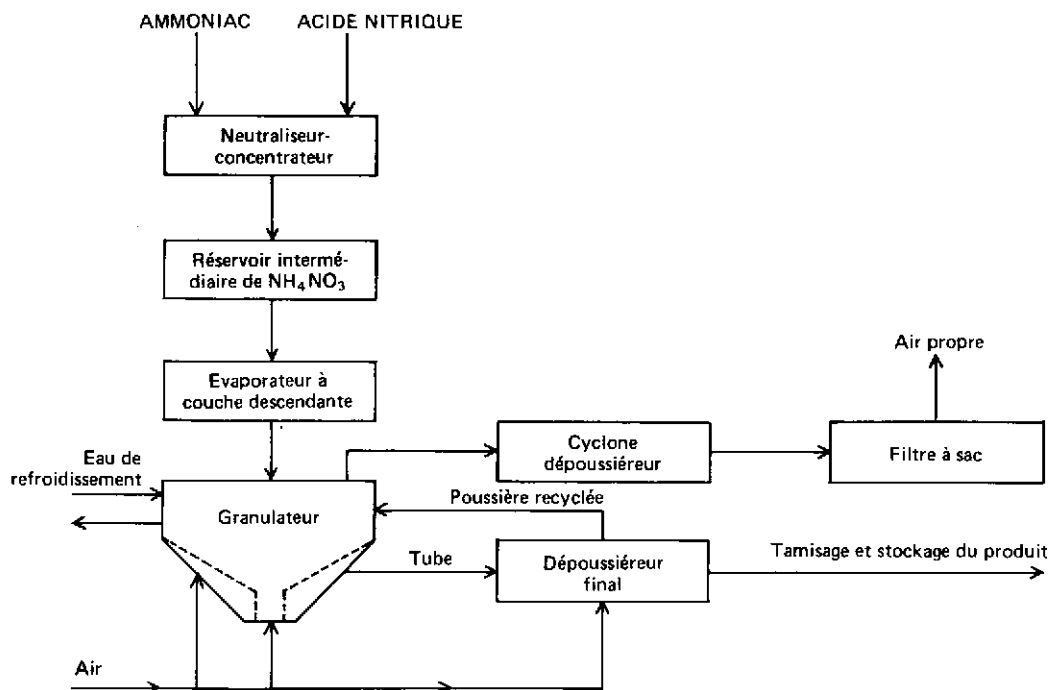 AMMONIAC
ACIDE NITRIQUE
Neutraliseur-
concentrateur
Réservoir intermé-
diaire de NH₄NO₃
Evaporateur à
couche descendante
Air propre
Cyclone
dépoussiéreur
Filtre à sac
Eau de
refroidissement
Granulateur
Poussière recyclée
Tube
Dépoussiéreur
final
Tamisage et stockage du produit
Air